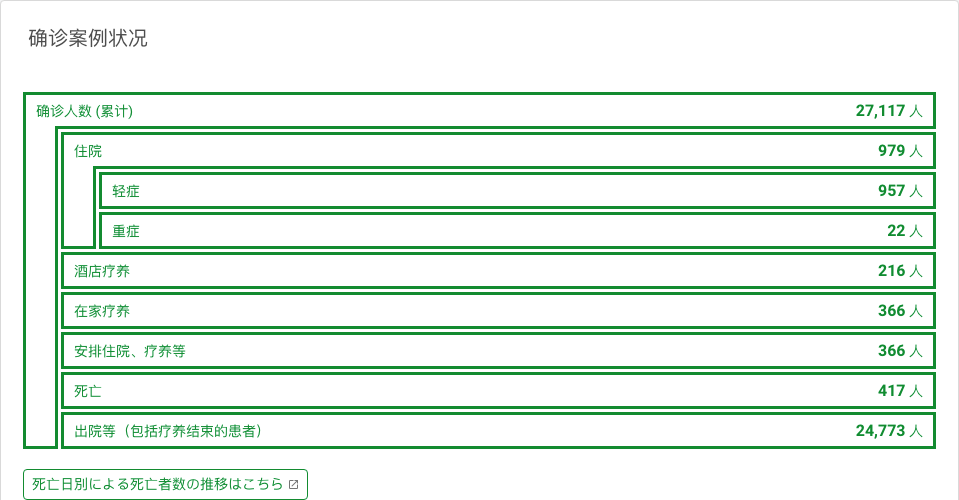 确诊案例状况
确诊人数 (累计) 27,117 人
住院 979 人
轻症 957 人
重症 22 人
酒店疗养 216 人
在家疗养 366 人
安排住院、疗养等 366 人
死亡 417 人
出院等（包括疗养结束的患者） 24,773 人
死亡日別による死亡者数の推移はこちら